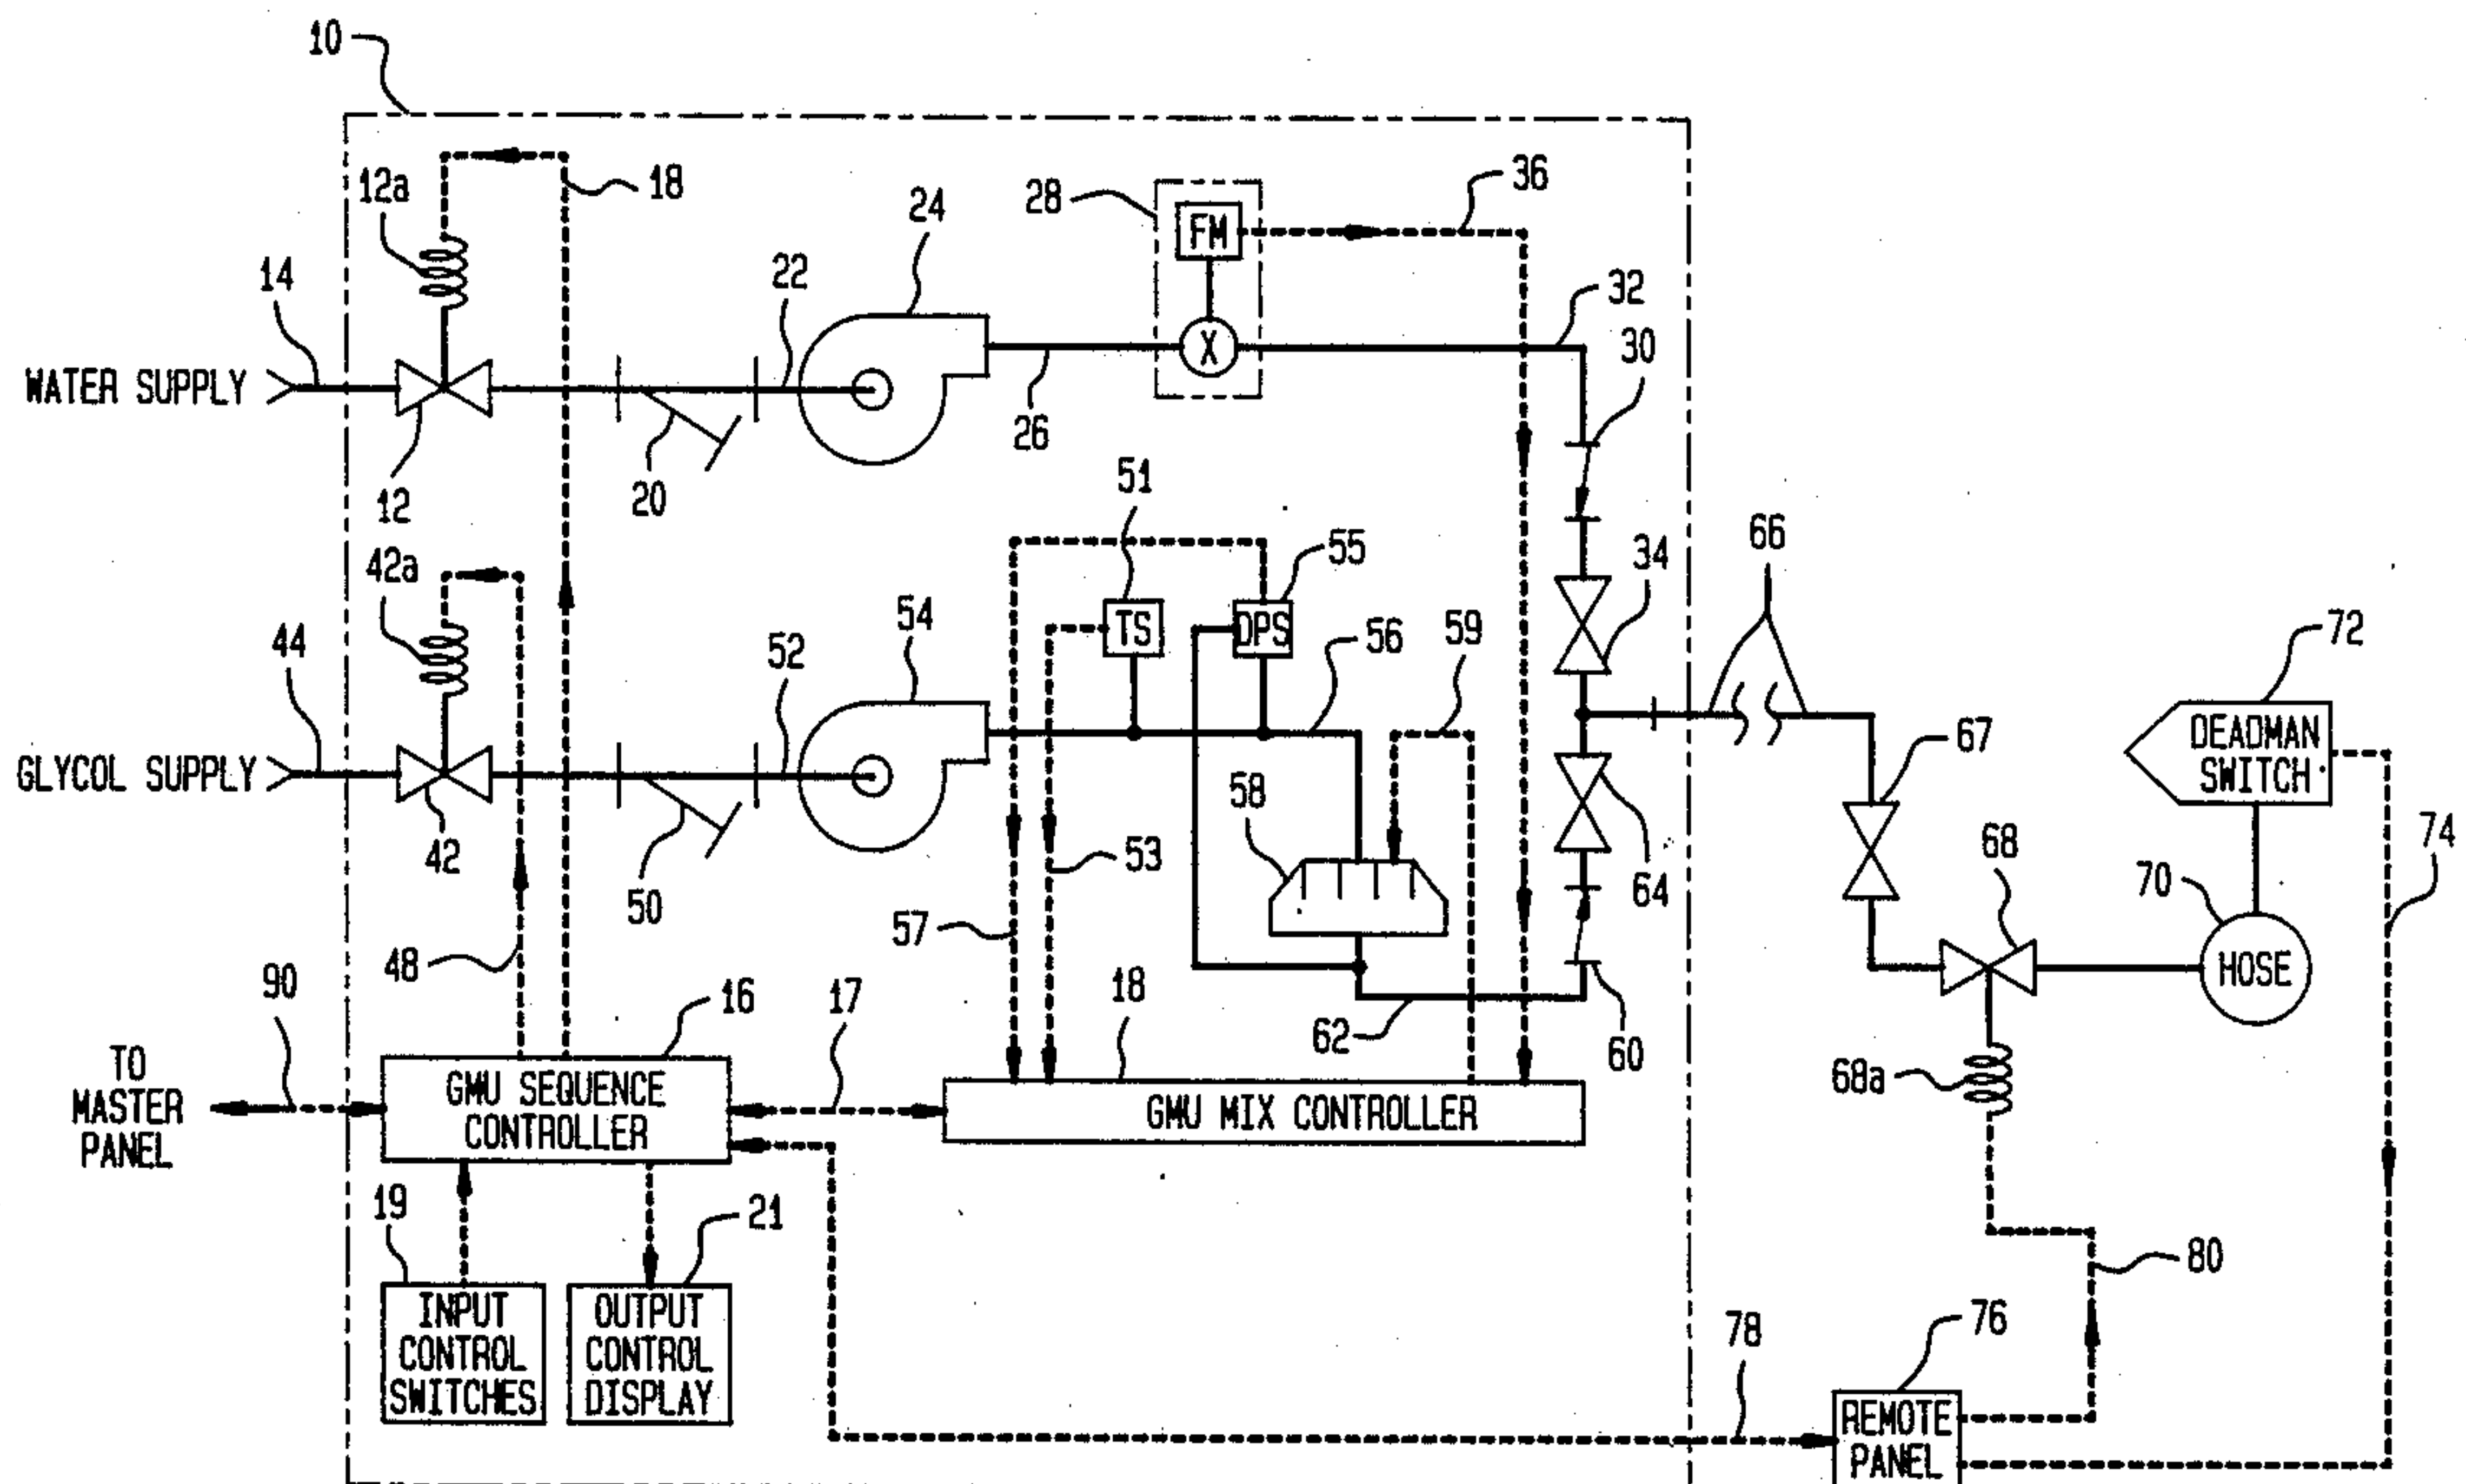 10
12a
18
24
28
FM
36
14
22
32
30
WATER SUPPLY
X
12
20
26
51
55
34
66
42a
TS
DPS
59
72
44
52
54
56
DEADMAN
SWITCH
67
GLYCOL SUPPLY
58
42
50
57
53
64
68
70
74
48
HOSE
90
16
17
18
62
60
68a
TO
MASTER
PANEL
GMU SEQUENCE
CONTROLLER
GMU MIX CONTROLLER
19
21
80
INPUT
CONTROL
SWITCHES
OUTPUT
CONTROL
DISPLAY
78
76
REMOTE
PANEL